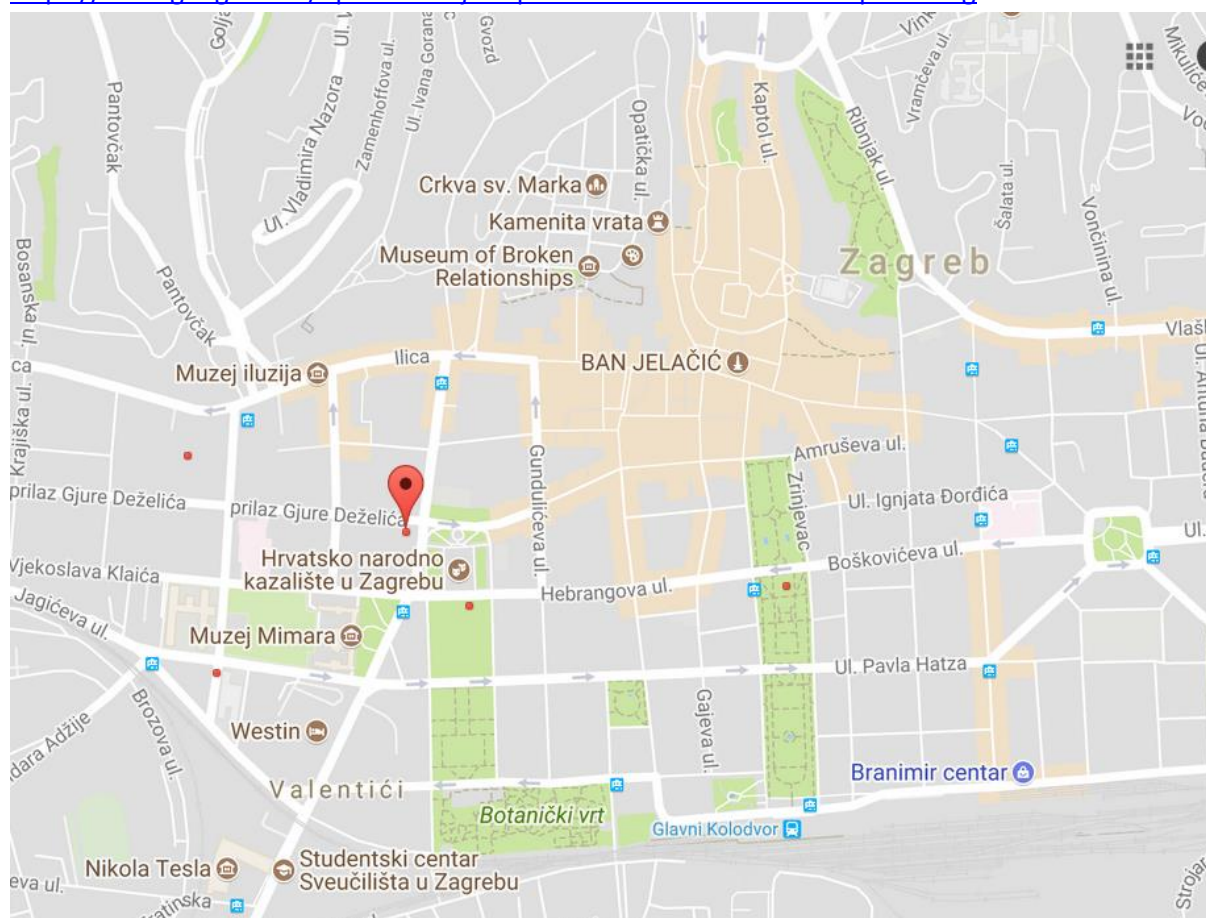 Golja
Pantovčak
Ul. Vladimira Nazora
Ul. 1
Zamenhoffova ul.
Ul. Ivana Gorana
Gvozd
Opatička ul.
Kaptol ul.
Ribnjak ul.
Vramčeva ul.
Šalata ul.
Vončinina ul.
Crkva sv. Marka
Kamenita vrata
Museum of Broken
Relationships
Zagreb
Bosanska ul.
Pantovčak
Ilica
Muzej iluzija
BAN JELAČIĆ
ca
Krajiška ul.
Gundulićeva ul.
Amruševa ul.
Zrinjevac
prilaz Gjure Deželića
prilaz Gjure Deželića
Ul. Ignjata Đorđića
Ul.
Hrvatsko narodno
kazalište u Zagrebu
Boškovićeva ul.
Vjekoslava Klaića
Hebrangova ul.
Jagićeva ul.
Muzej Mimara
Ul. Pavla Hatza
Gajeva ul.
Brozova ul.
dara Adžije
Westin
Valentići
Branimir centar
Botanički vrt
Glavni Kolodvor
Nikola Tesla
Studentski centar
Sveučilišta u Zagrebu
eva ul.